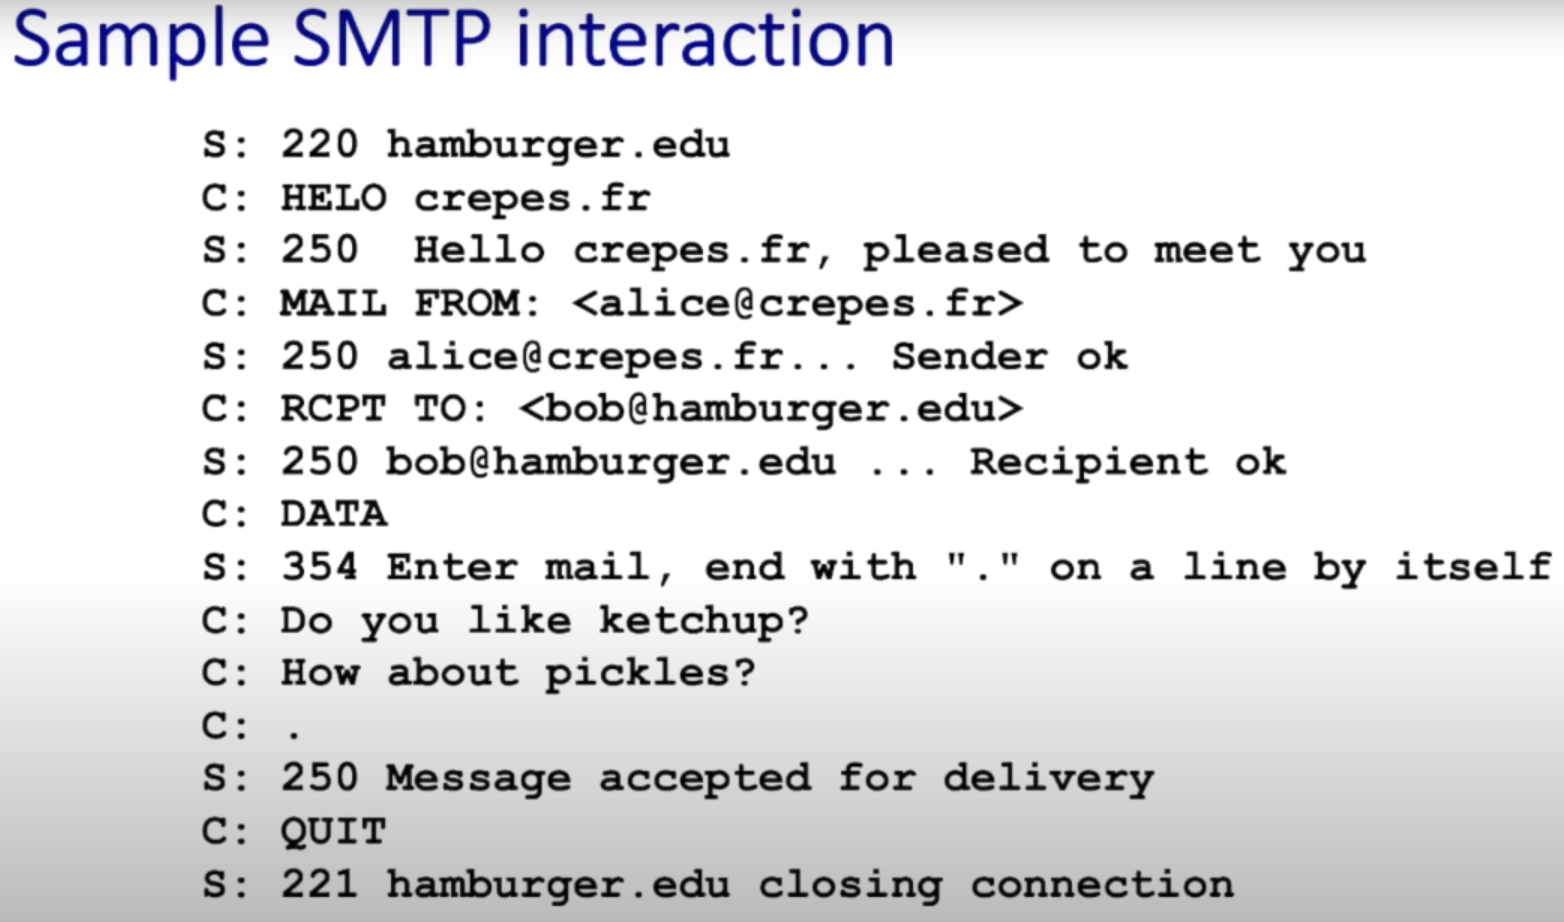 Sample SMTP interaction
S: 220 hamburger.edu
C: HELO crepes.fr
S: 250  Hello crepes.fr, pleased to meet you
C: MAIL FROM: <alice@crepes.fr>
S: 250 alice@crepes.fr... Sender ok
C: RCPT TO: <bob@hamburger.edu>
S: 250 bob@hamburger.edu ... Recipient ok
C: DATA
S: 354 Enter mail, end with "." on a line by itself
C: Do you like ketchup?
C: How about pickles?
C: .
S: 250 Message accepted for delivery
C: QUIT
S: 221 hamburger.edu closing connection